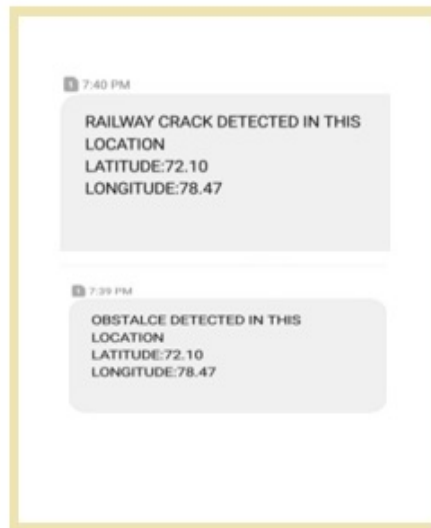 7:40 PM
RAILWAY CRACK DETECTED IN THIS
LOCATION
LATITUDE:72.10
LONGITUDE:78.47
7:39 PM
OBSTALCE DETECTED IN THIS
LOCATION
LATITUDE:72.10
LONGITUDE:78.47